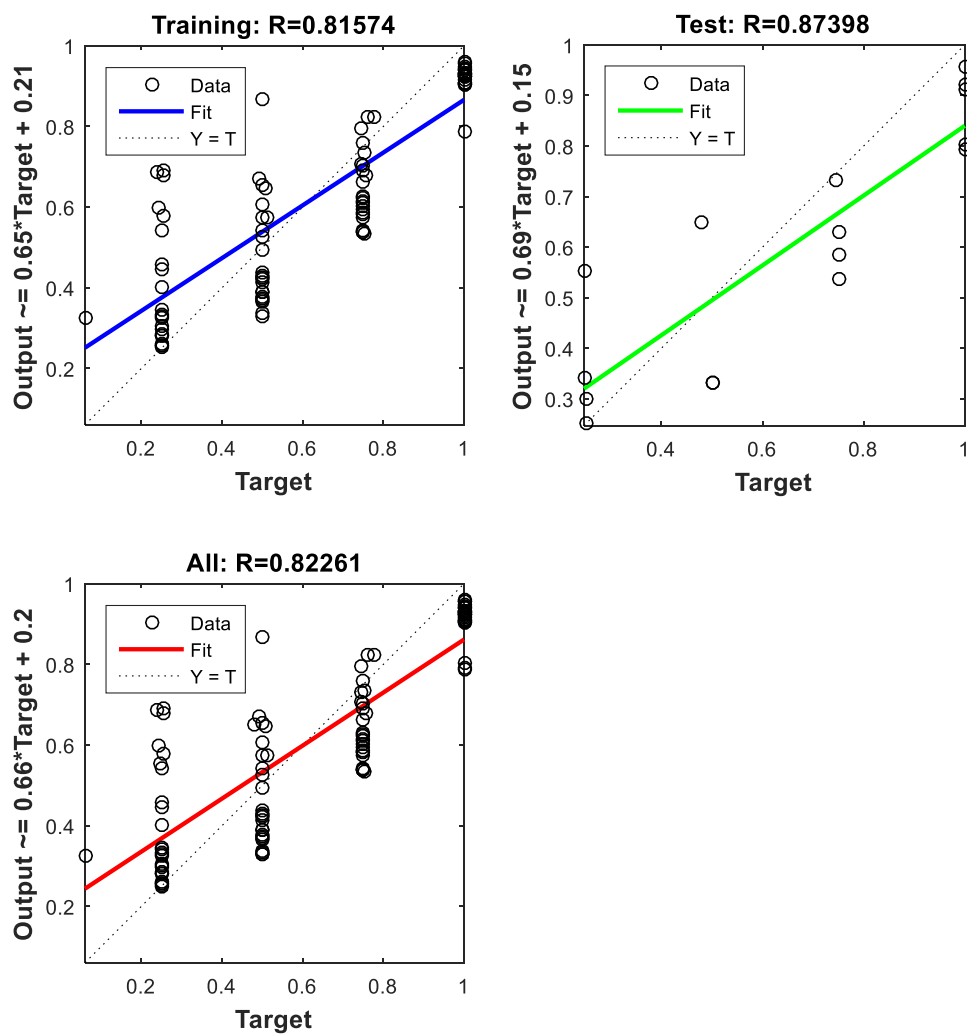 Training: R=0.81574
Output ~= 0.65*Target + 0.21
1
0.8
0.6
0.4
0.2
Data
Fit
Y = T
0.2
0.4
0.6
0.8
1
Target
Test: R=0.87398
Output ~= 0.69*Target + 0.15
1
0.9
0.8
0.7
0.6
0.5
0.4
0.3
Data
Fit
Y = T
0.4
0.6
0.8
1
Target
All: R=0.82261
Output ~= 0.66*Target + 0.2
1
0.8
0.6
0.4
0.2
Data
Fit
Y = T
0.2
0.4
0.6
0.8
1
Target